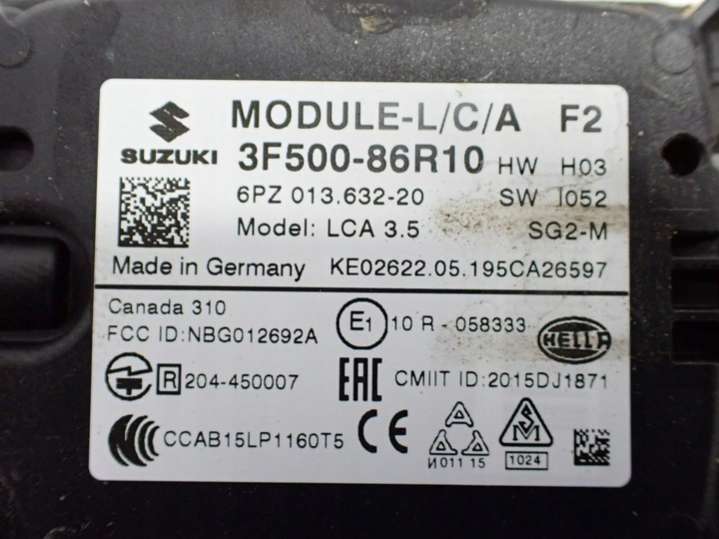 MODULE-L/C/A F2
SUZUKI 3F500-86R10 HW H03
6PZ 013.632-20 SW I052
Model: LCA 3.5 SG2-M
Made in Germany KE02622.05.195CA26597
Canada 310
FCC ID:NBG012692A E1 10 R - 058333 HELLA
R 204-450007 EAC CMIIT ID:2015DJ1871
CCAB15LP1160T5 CE И 011 15 SM 1024